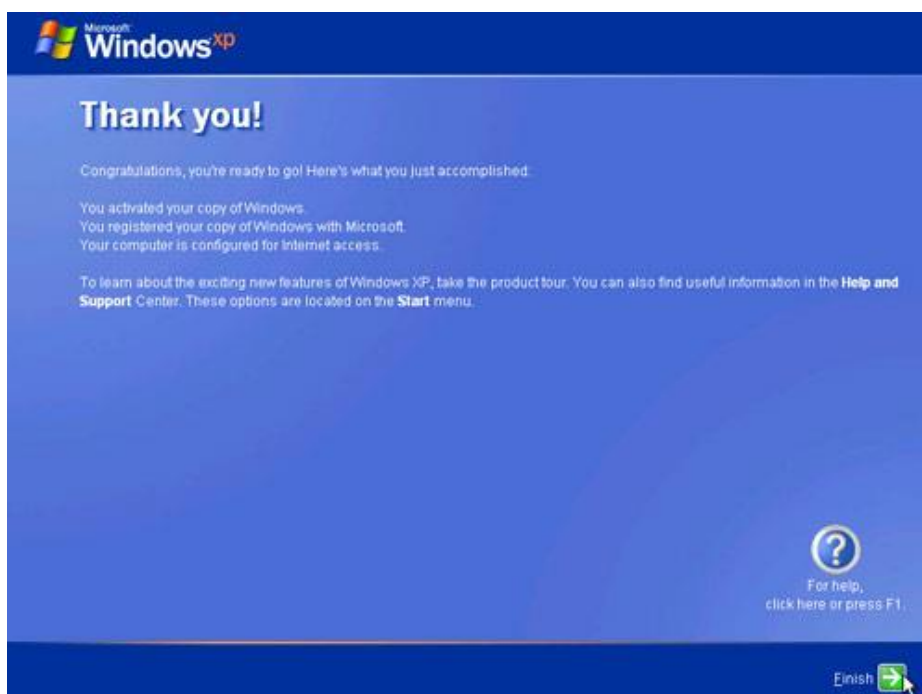 Microsoft
Windows xp
Thank you!
Congratulations, you're ready to go! Here's what you just accomplished:
You activated your copy of Windows.
You registered your copy of Windows with Microsoft.
Your computer is configured for Internet access.
To learn about the exciting new features of Windows XP, take the product tour. You can also find useful information in the Help and
Support Center. These options are located on the Start menu.
For help,
click here or press F1.
Finish